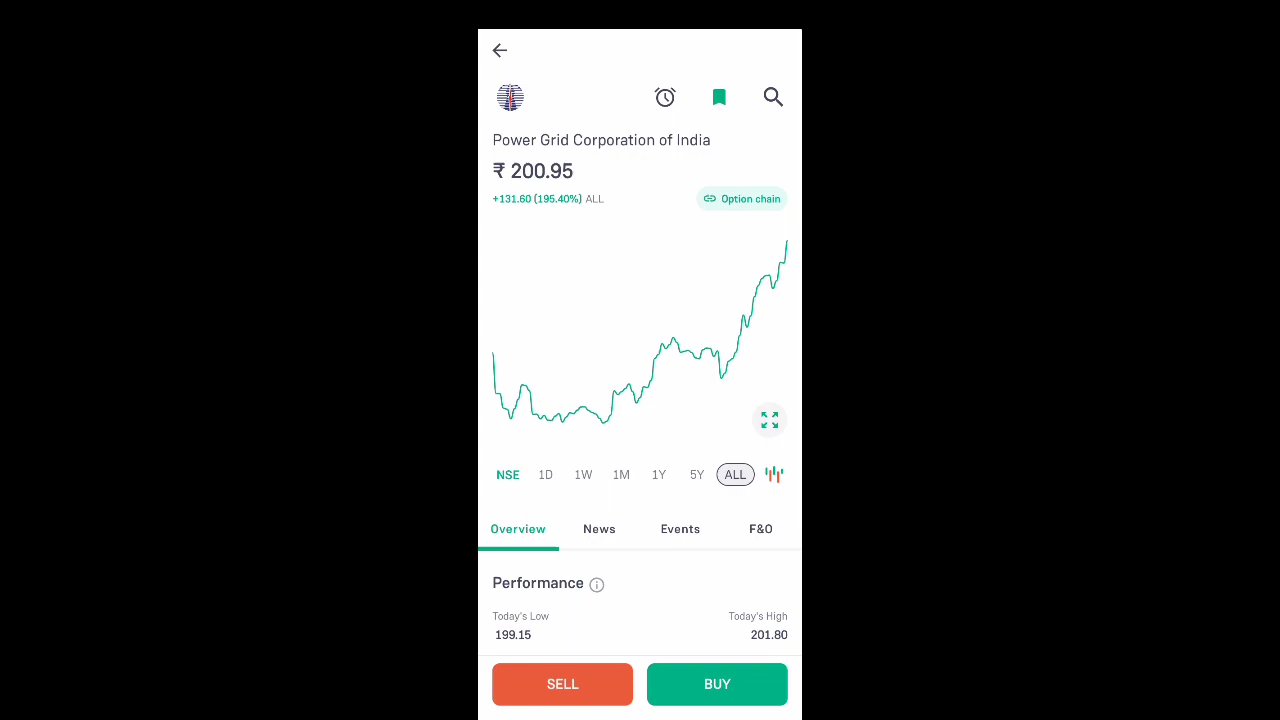 Power Grid Corporation of India
₹ 200.95
+131.60 (195.40%) ALL
Option chain
NSE 1D 1W 1M 1Y 5Y ALL
Overview News Events F&O
Performance
Today's Low Today's High
199.15 201.80
SELL BUY